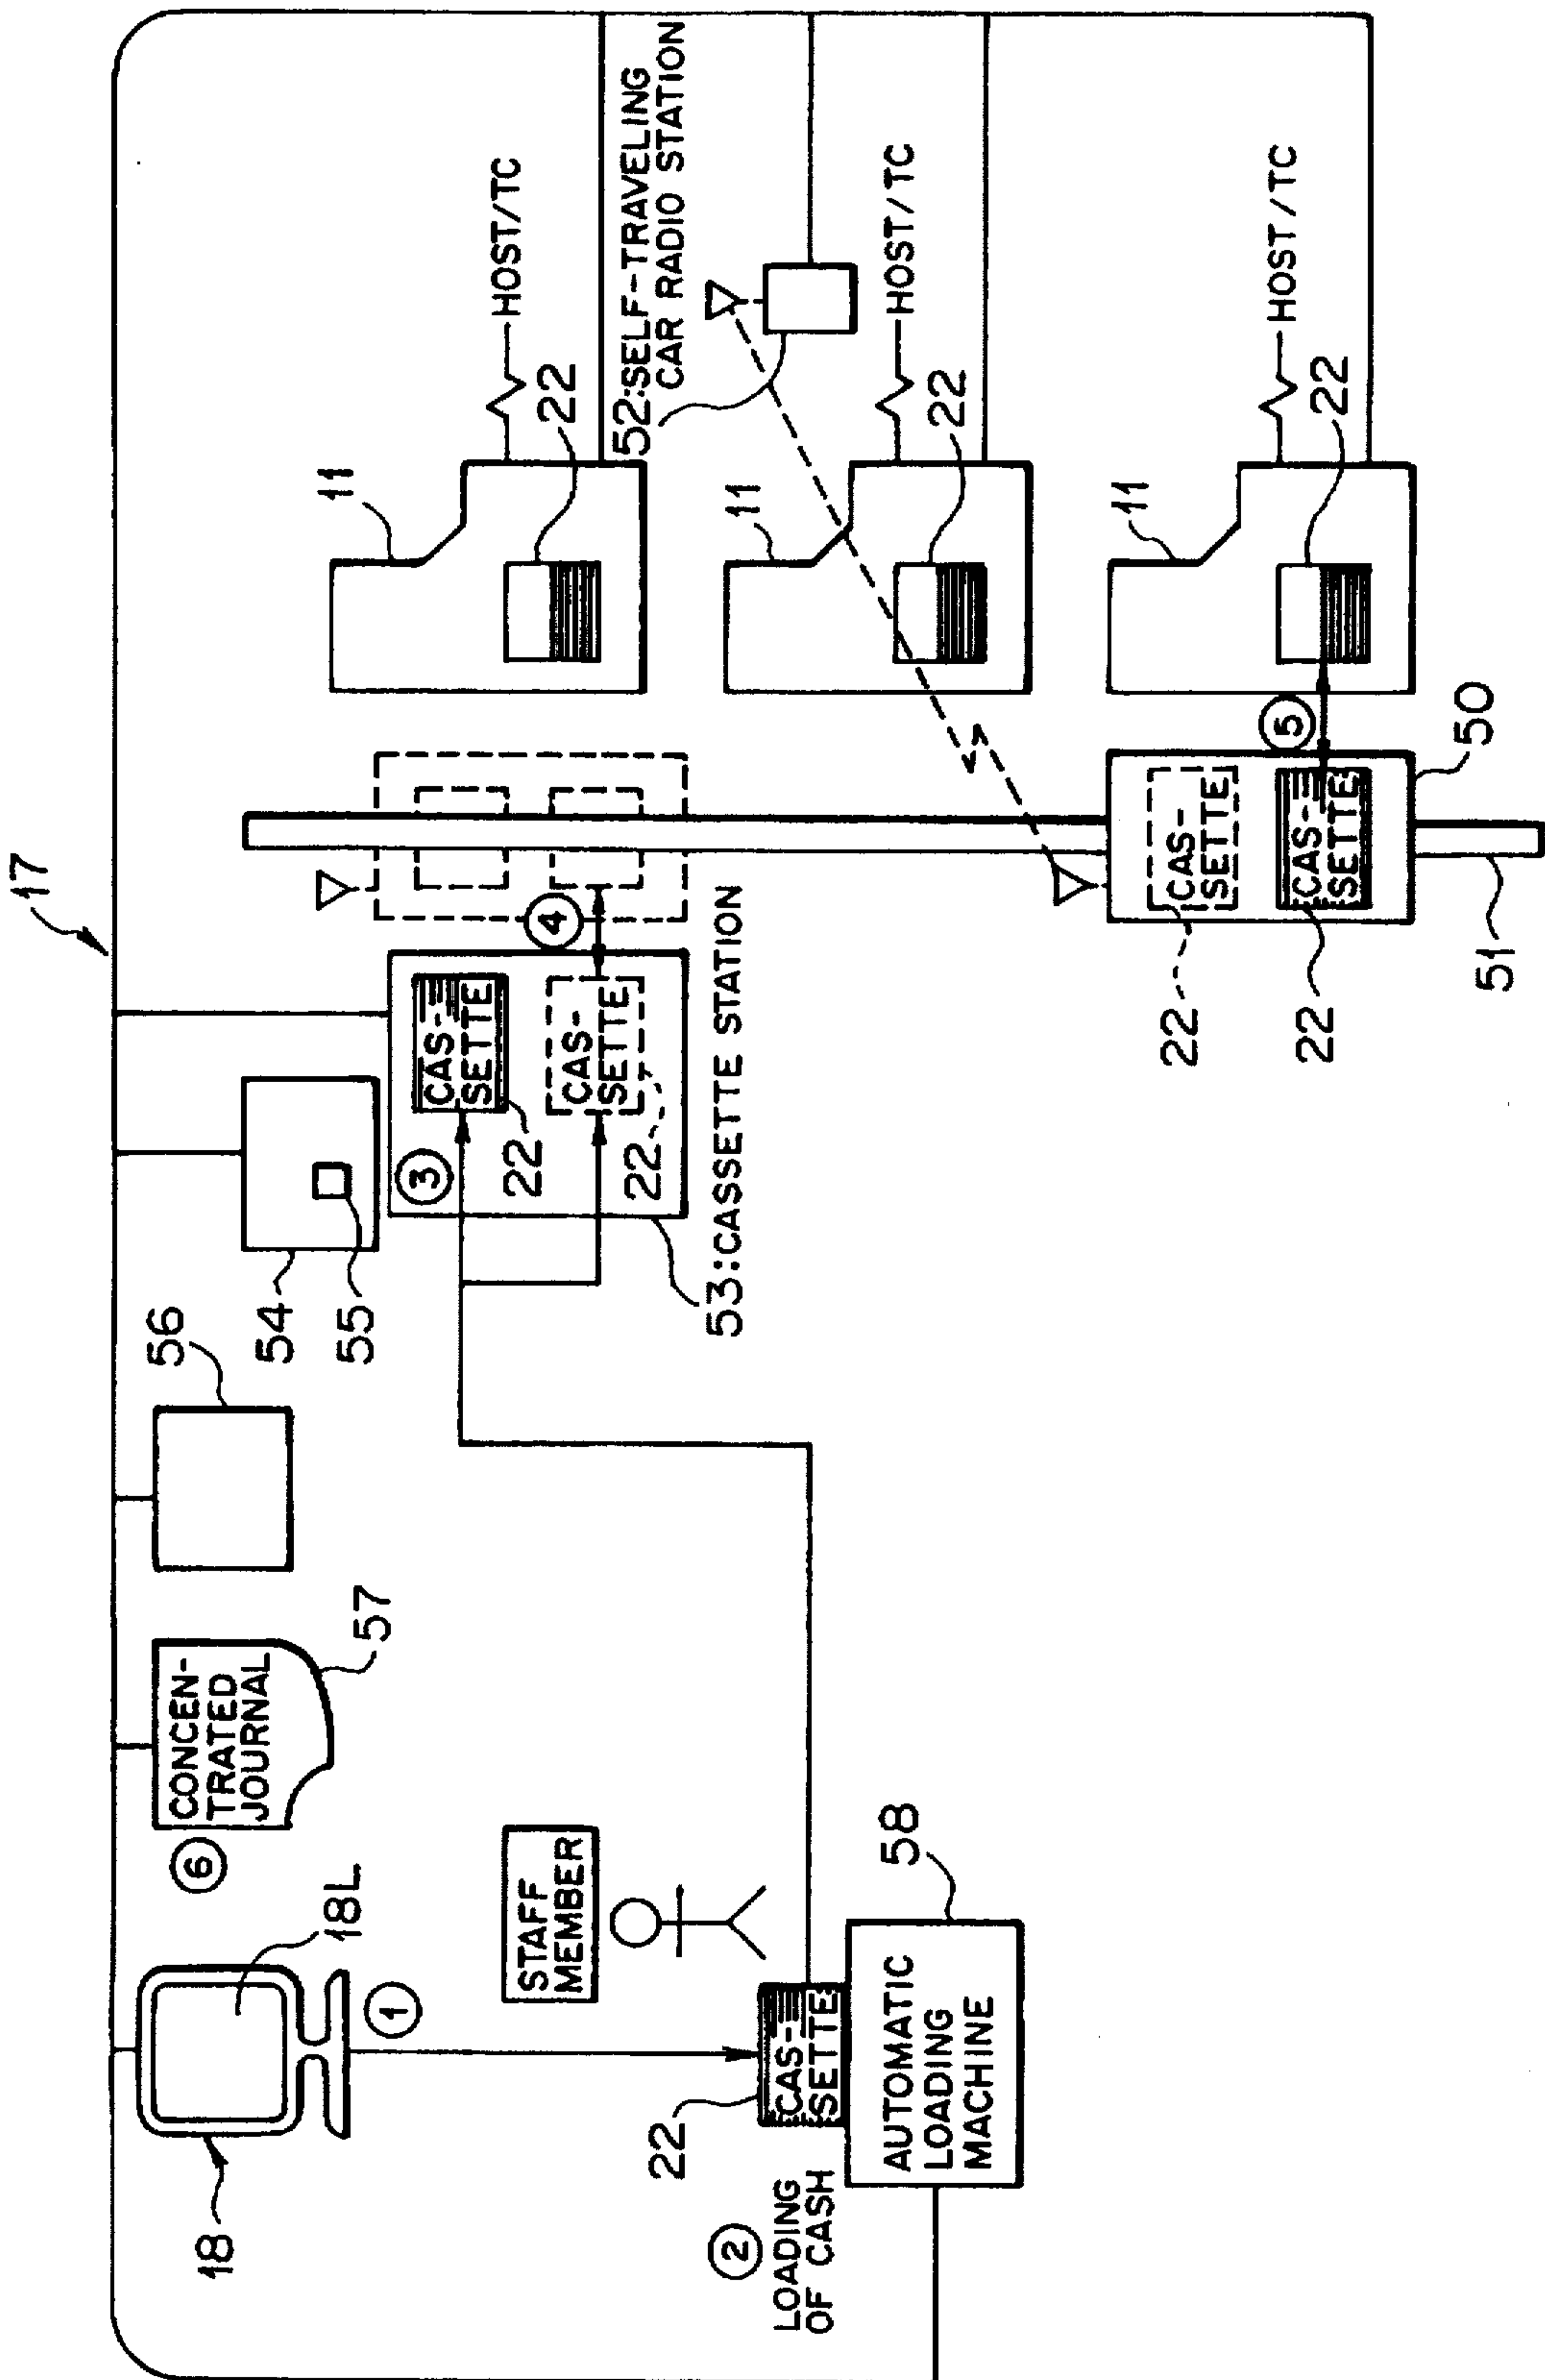 17
18
18L
1
6
CONCEN-
TRATED
JOURNAL
57
56
54
55
3
CAS-
SETTE
22
CAS-
SETTE
22
4
53:CASSETTE STATION
STAFF
MEMBER
2
LOADING
OF CASH
22
CAS-
SETTE
AUTOMATIC
LOADING
MACHINE
58
11
22
HOST/TC
52:SELF-TRAVELING
CAR RADIO STATION
11
22
HOST/TC
11
22
HOST/TC
5
CAS-
SETTE
22
CAS-
SETTE
22
50
51